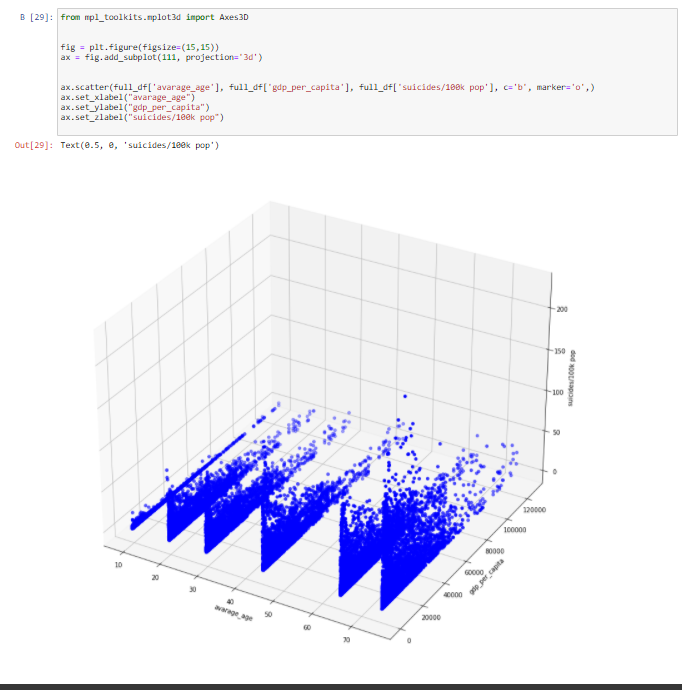 В [29]: from mpl_toolkits.mplot3d import Axes3D
fig = plt.figure(figsize=(15,15))
ax = fig.add_subplot(111, projection='3d')
ax.scatter(full_df['avarage_age'], full_df['gdp_per_capita'], full_df['suicides/100k pop'], c='b', marker='o',)
ax.set_xlabel("avarage_age")
ax.set_ylabel("gdp_per_capita")
ax.set_zlabel("suicides/100k pop")
Out[29]: Text(0.5, 0, 'suicides/100k pop')
200
150
100
50
0
suicides/100k pop
120000
100000
80000
60000
40000
20000
0
gdp_per_capita
10
20
30
40
50
60
70
avarage_age